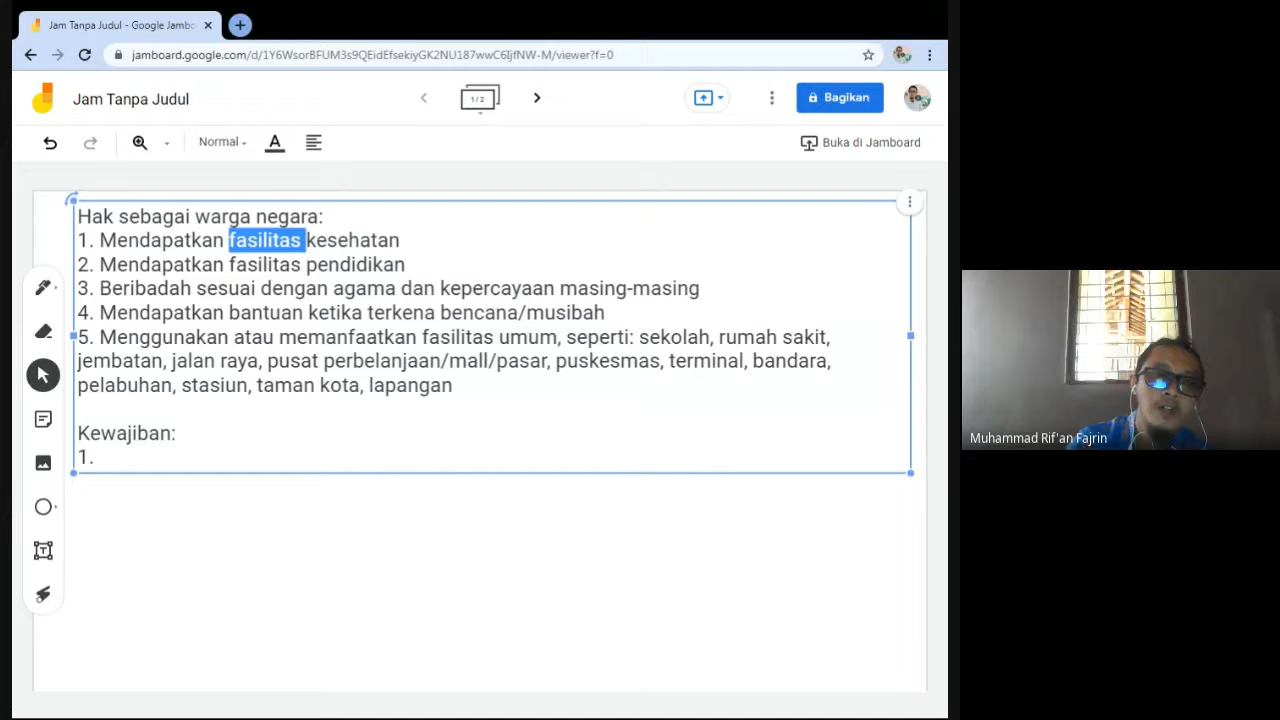 Jam Tanpa Judul - Google Jambo
jamboard.google.com/d/1Y6WsorBFUM3s9QEidEfsekiyGK2NU187wwC6IjfNW-M/viewer?f=0
Jam Tanpa Judul
1 / 2
Bagikan
Normal
A
Buka di Jamboard
Hak sebagai warga negara:
1. Mendapatkan fasilitas kesehatan
2. Mendapatkan fasilitas pendidikan
3. Beribadah sesuai dengan agama dan kepercayaan masing-masing
4. Mendapatkan bantuan ketika terkena bencana/musibah
5. Menggunakan atau memanfaatkan fasilitas umum, seperti: sekolah, rumah sakit,
jembatan, jalan raya, pusat perbelanjaan/mall/pasar, puskesmas, terminal, bandara,
pelabuhan, stasiun, taman kota, lapangan
Kewajiban:
1.
Muhammad Rif'an Fajrin